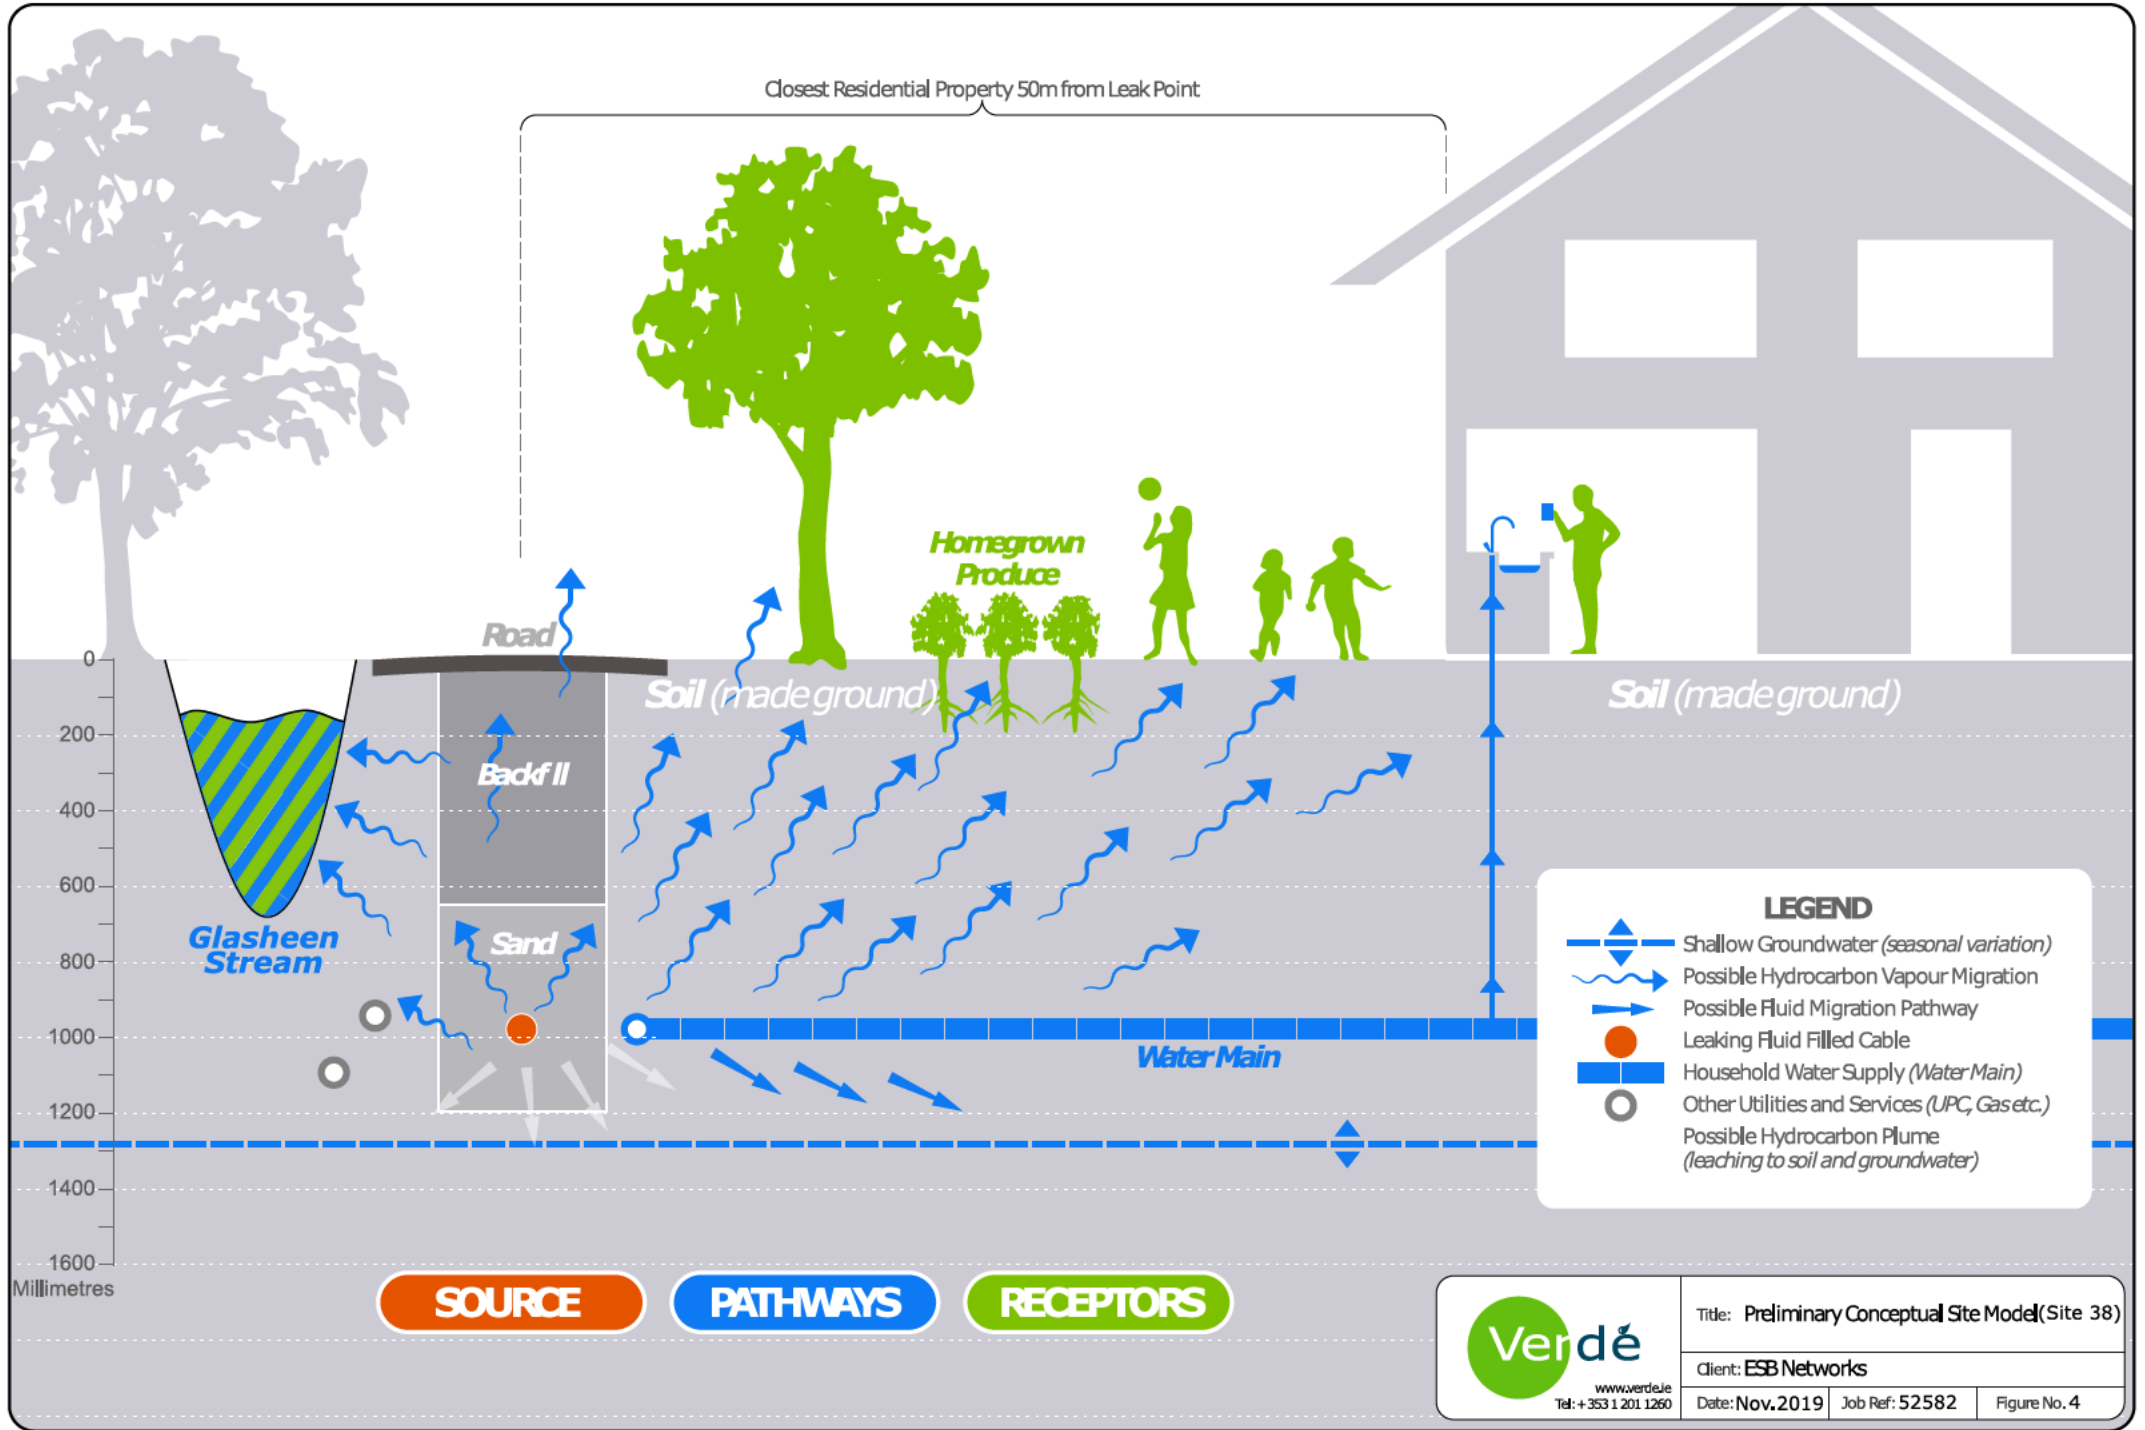 Closest Residential Property 50m from Leak Point
Homegrown
Produce
Road
Soil (made ground)
Soil (made ground)
Backf ll
Sand
Glasheen
Stream
Water Main
0
200
400
600
800
1000
1200
1400
1600
Millimetres
LEGEND
Shallow Groundwater (seasonal variation)
Possible Hydrocarbon Vapour Migration
Possible Fluid Migration Pathway
Leaking Fluid Filled Cable
Household Water Supply (Water Main)
Other Utilities and Services (UPC, Gas etc.)
Possible Hydrocarbon Plume
(leaching to soil and groundwater)
SOURCE
PATHWAYS
RECEPTORS
Verdé
www.verde.ie
Tel: +353 1 201 1260
Title: Preliminary Conceptual Site Model(Site 38)
Client: ESB Networks
Date: Nov.2019
Job Ref: 52582
Figure No. 4